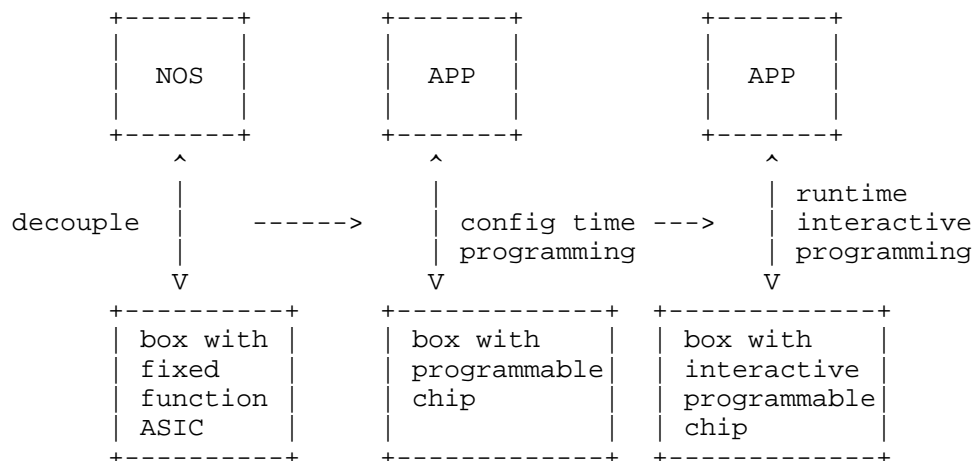 NOS APP APP
runtime
decouple ------> config time ---> interactive
programming programming
box with box with box with
fixed programmable interactive
function chip programmable
ASIC chip